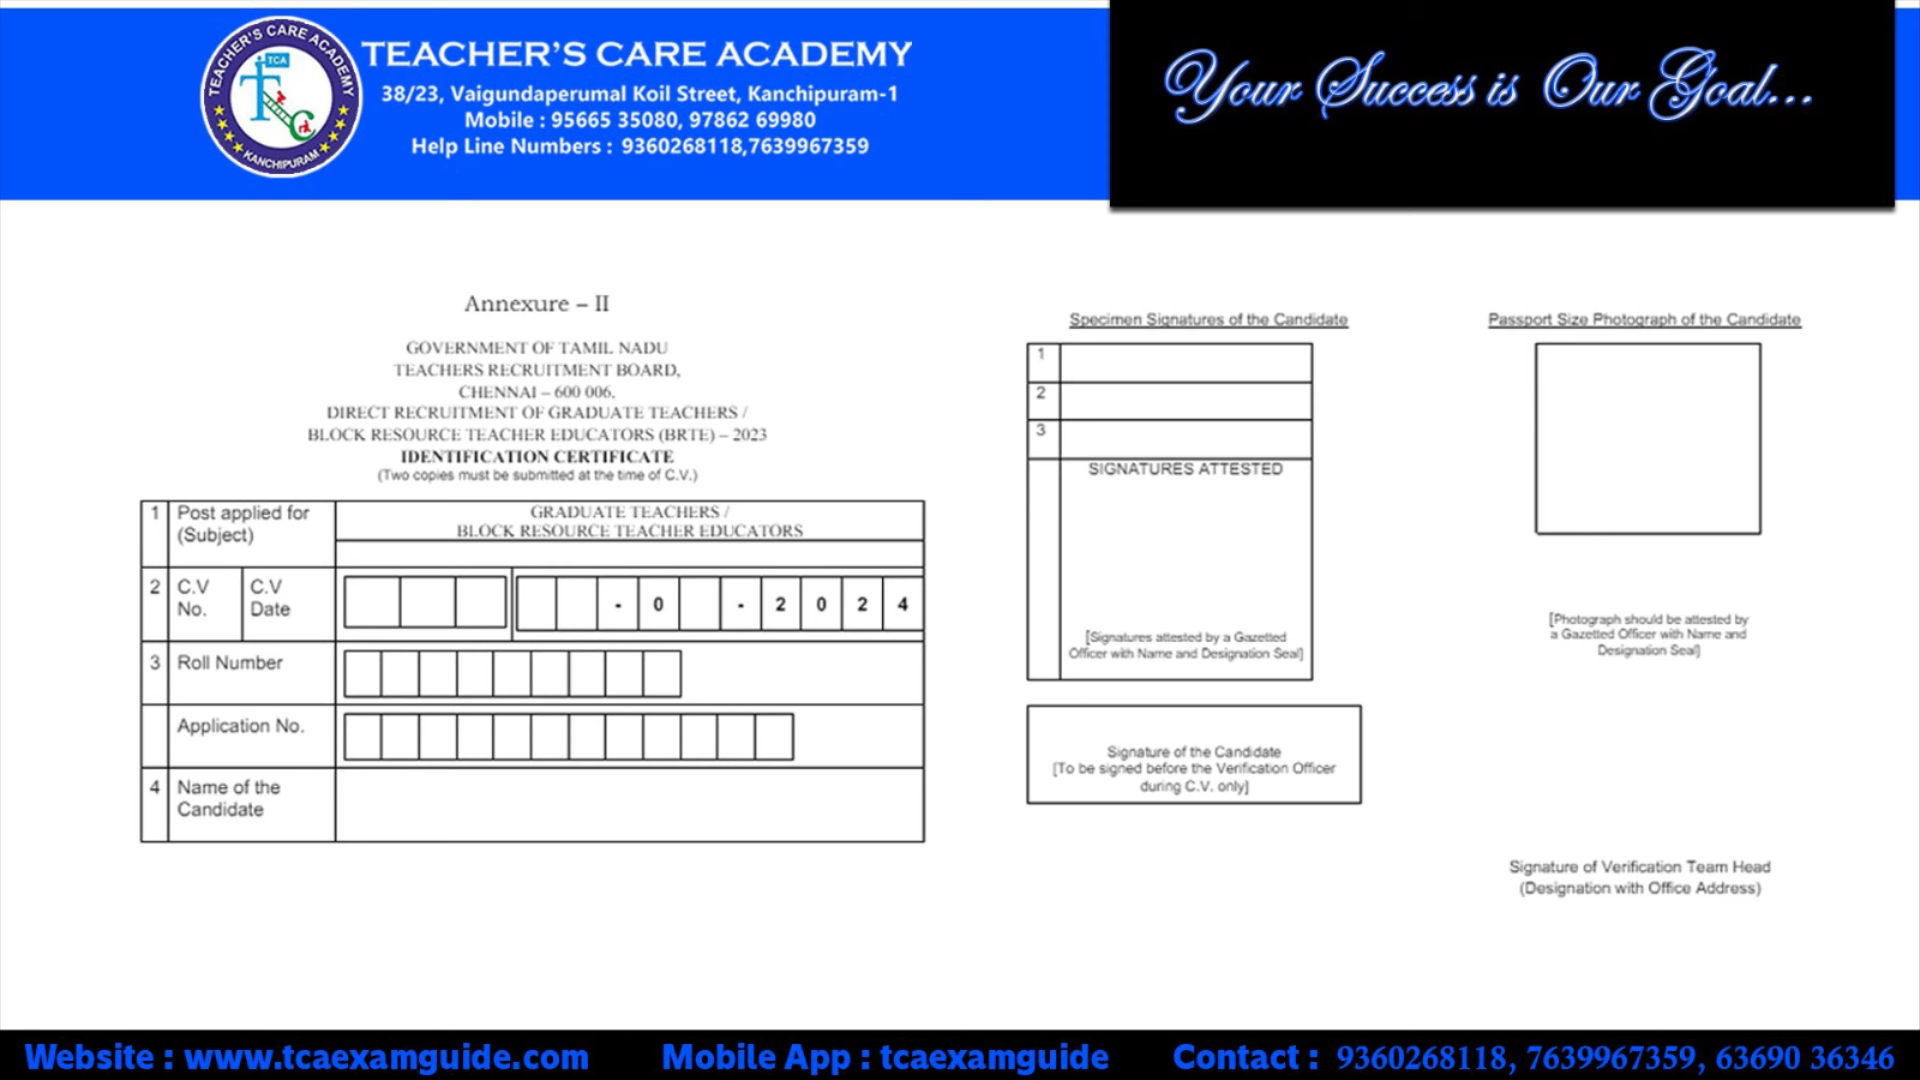 TEACHER'S CARE ACADEMY
TCA
KANCHIPURAM
TEACHER'S CARE ACADEMY
38/23, Vaigundaperumal Koil Street, Kanchipuram-1
Mobile : 95665 35080, 97862 69980
Help Line Numbers : 9360268118,7639967359
Your Success is Our Goal...
Annexure – II
GOVERNMENT OF TAMIL NADU
TEACHERS RECRUITMENT BOARD,
CHENNAI – 600 006.
DIRECT RECRUITMENT OF GRADUATE TEACHERS /
BLOCK RESOURCE TEACHER EDUCATORS (BRTE) – 2023
IDENTIFICATION CERTIFICATE
(Two copies must be submitted at the time of C.V.)
1 Post applied for (Subject)
GRADUATE TEACHERS /
BLOCK RESOURCE TEACHER EDUCATORS
2 C.V No. C.V Date - 0 - 2 0 2 4
3 Roll Number
Application No.
4 Name of the Candidate
Specimen Signatures of the Candidate
1
2
3
SIGNATURES ATTESTED
[Signatures attested by a Gazetted
Officer with Name and Designation Seal]
Signature of the Candidate
[To be signed before the Verification Officer
during C.V. only]
Passport Size Photograph of the Candidate
[Photograph should be attested by
a Gazetted Officer with Name and
Designation Seal]
Signature of Verification Team Head
(Designation with Office Address)
Website : www.tcaexamguide.com Mobile App : tcaexamguide Contact : 9360268118, 7639967359, 63690 36346